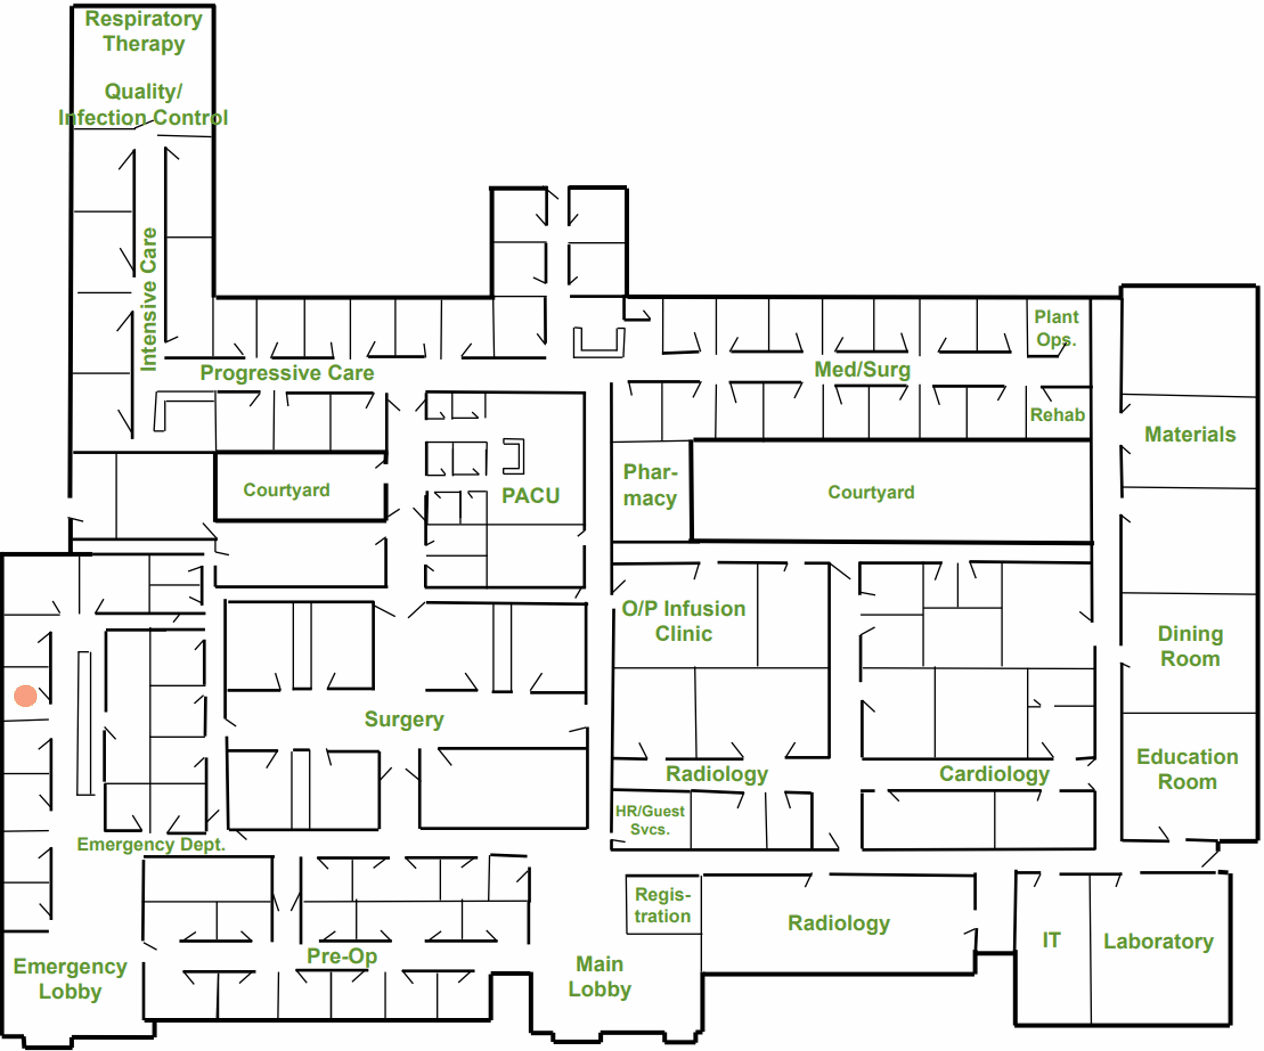 Respiratory
Therapy
Quality/
Infection Control
Intensive Care
Progressive Care
Plant
Ops.
Med/Surg
Rehab
Materials
Courtyard
PACU
Phar-
macy
Courtyard
O/P Infusion
Clinic
Dining
Room
Surgery
Radiology
Cardiology
Education
Room
HR/Guest
Svcs.
Emergency Dept.
Regis-
tration
Radiology
IT
Laboratory
Pre-Op
Emergency
Lobby
Main
Lobby